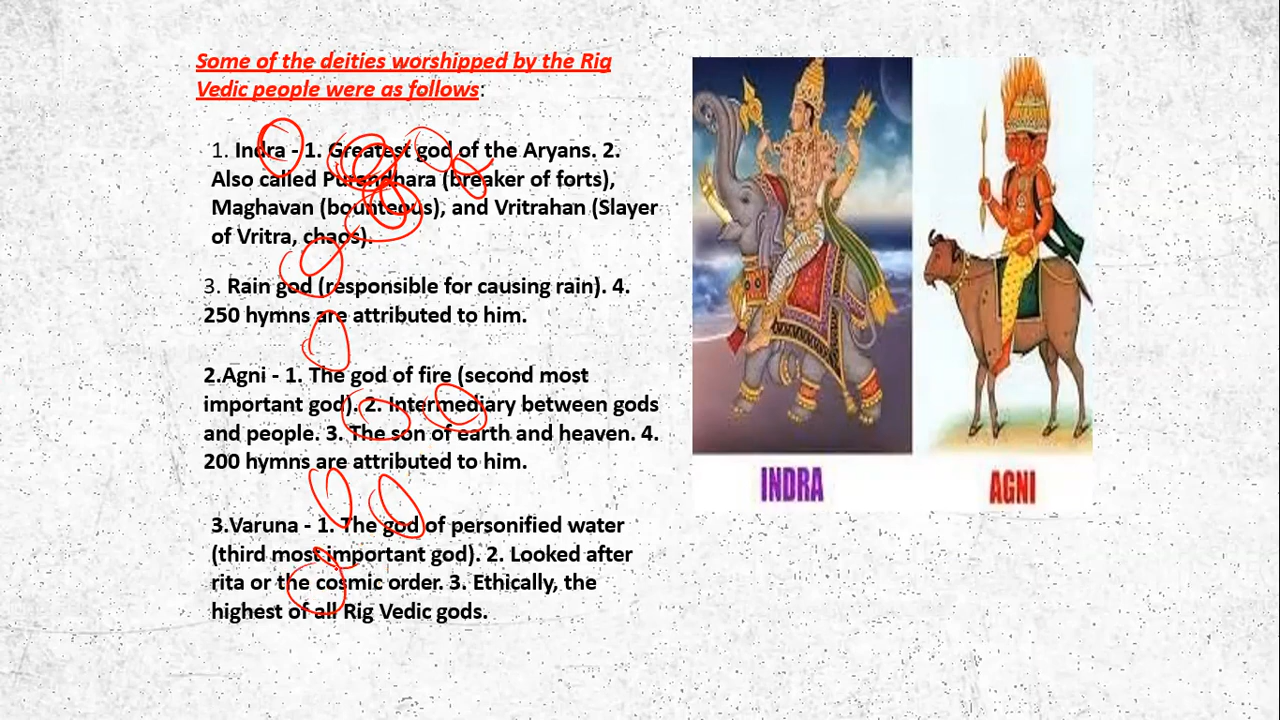 Some of the deities worshipped by the Rig
Vedic people were as follows:
1. Indra - 1. Greatest god of the Aryans. 2.
Also called Purandhara (breaker of forts),
Maghavan (bounteous), and Vritrahan (Slayer
of Vritra, chaos).
3. Rain god (responsible for causing rain). 4.
250 hymns are attributed to him.
2.Agni - 1. The god of fire (second most
important god). 2. Intermediary between gods
and people. 3. The son of earth and heaven. 4.
200 hymns are attributed to him.
3.Varuna - 1. The god of personified water
(third most important god). 2. Looked after
rita or the cosmic order. 3. Ethically, the
highest of all Rig Vedic gods.
INDRA
AGNI